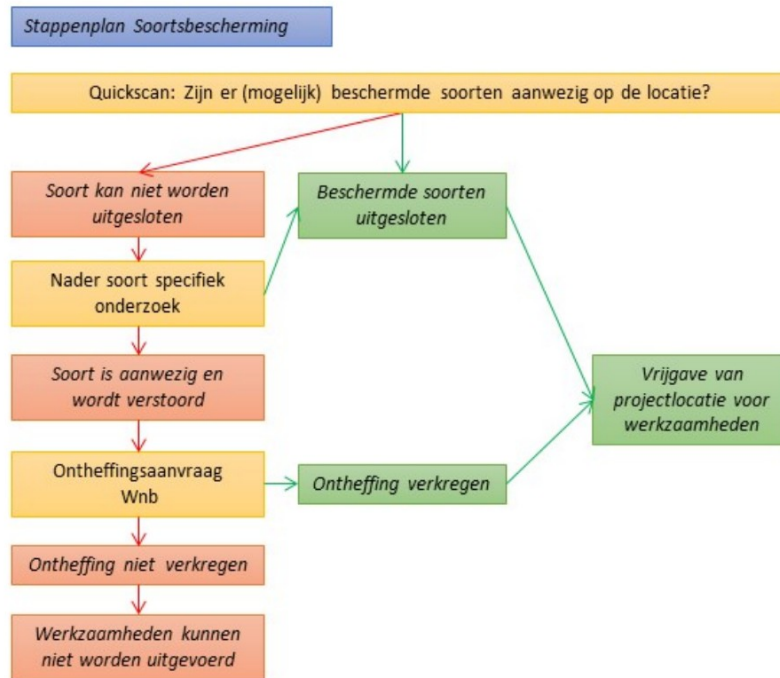 Stappenplan Soortsbescherming
Quickscan: Zijn er (mogelijk) beschermde soorten aanwezig op de locatie?
Soort kan niet worden
uitgesloten
Beschermde soorten
uitgesloten
Nader soort specifiek
onderzoek
Soort is aanwezig en
wordt verstoord
Vrijgave van
projectlocatie voor
werkzaamheden
Ontheffingsaanvraag
Wnb
Ontheffing verkregen
Ontheffing niet verkregen
Werkzaamheden kunnen
niet worden uitgevoerd